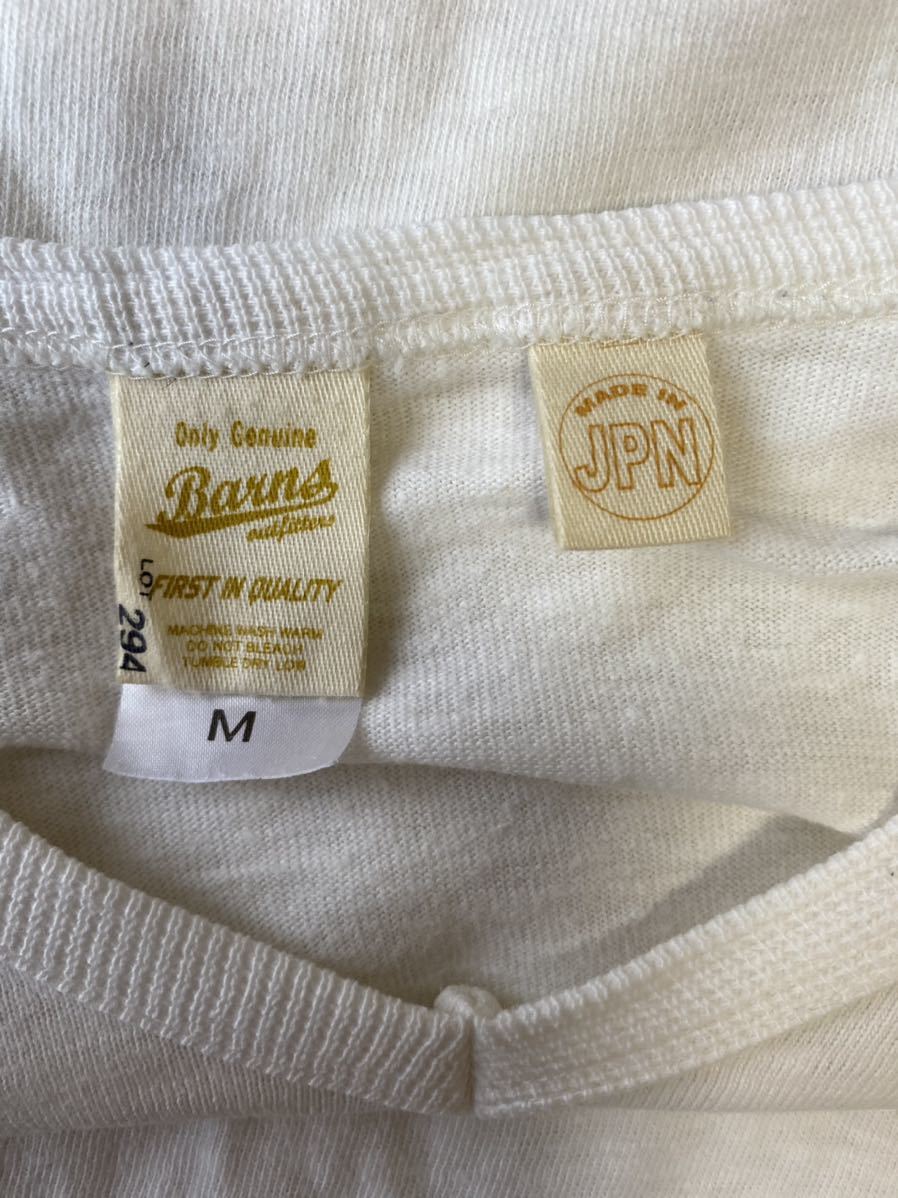 Only Genuine
Barns
outfitters
FIRST IN QUALITY
MACHINE WASH WARM
DO NOT BLEACH
TUMBLE DRY LOW
LOT 294
M
MADE IN
JPN